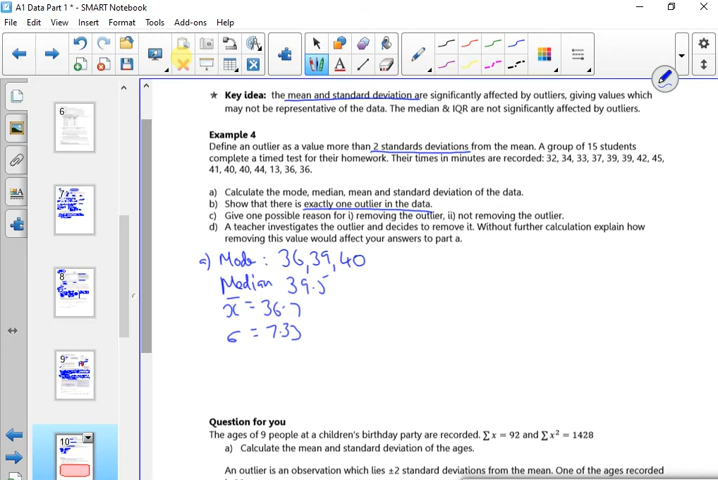 A1 Data Part 1 * - SMART Notebook
File Edit View Insert Format Tools Add-ons Help
6
7
8
9
10
★ Key idea: the mean and standard deviation are significantly affected by outliers, giving values which
may not be representative of the data. The median & IQR are not significantly affected by outliers.
Example 4
Define an outlier as a value more than 2 standards deviations from the mean. A group of 15 students
complete a timed test for their homework. Their times in minutes are recorded: 32, 34, 33, 37, 39, 39, 42, 45,
41, 40, 40, 44, 13, 36, 36.
a) Calculate the mode, median, mean and standard deviation of the data.
b) Show that there is exactly one outlier in the data.
c) Give one possible reason for i) removing the outlier, ii) not removing the outlier.
d) A teacher investigates the outlier and decides to remove it. Without further calculation explain how
removing this value would affect your answers to part a.
a) Mode : 36, 39, 40
Median 39.5
x̄ = 36.7
σ = 7.33
Question for you
The ages of 9 people at a children's birthday party are recorded. ∑x = 92 and ∑x² = 1428
a) Calculate the mean and standard deviation of the ages.
An outlier is an observation which lies ±2 standard deviations from the mean. One of the ages recorded